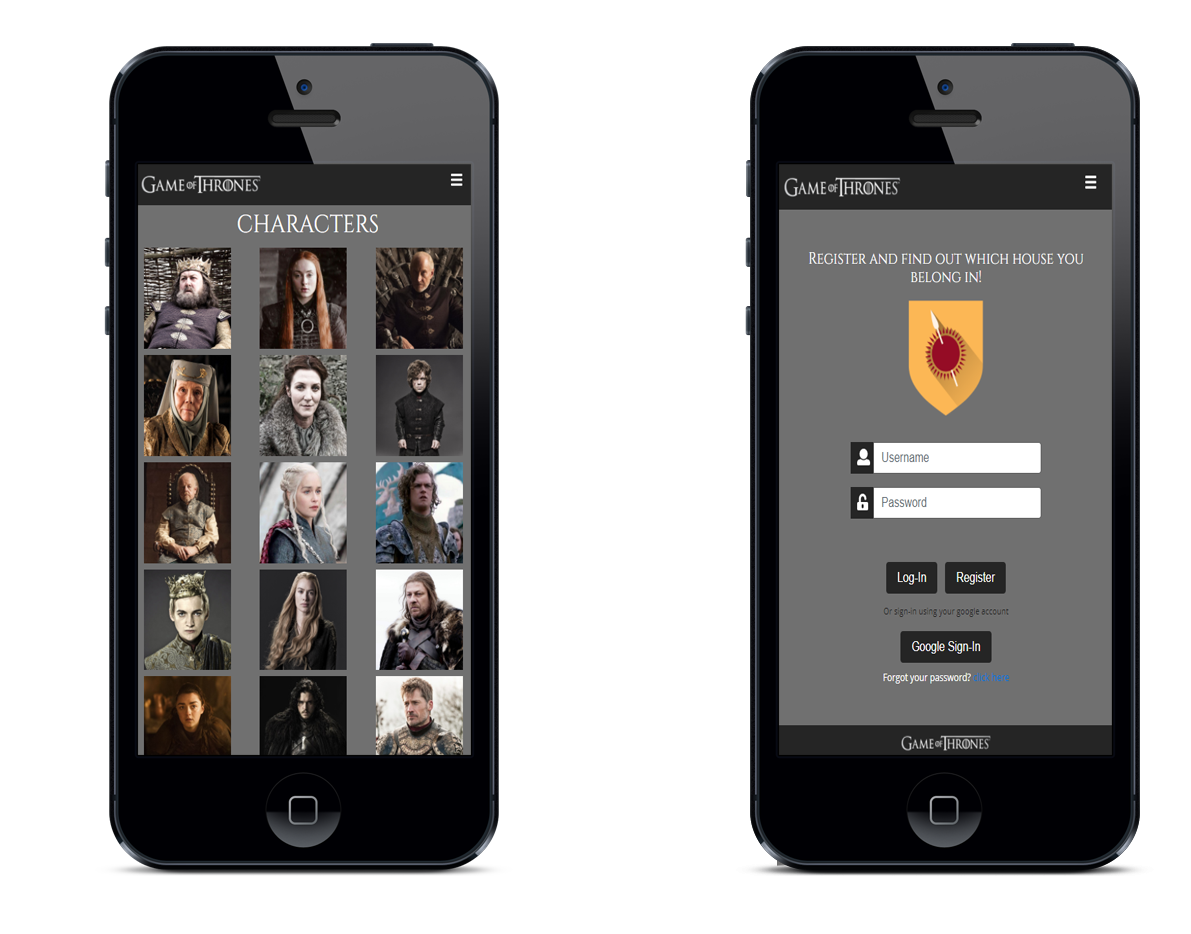 GAME OF THRONES
CHARACTERS
GAME OF THRONES
REGISTER AND FIND OUT WHICH HOUSE YOU
BELONG IN!
Username
Password
Log-In Register
Or sign-in using your google account
Google Sign-In
Forgot your password? click here
GAME OF THRONES